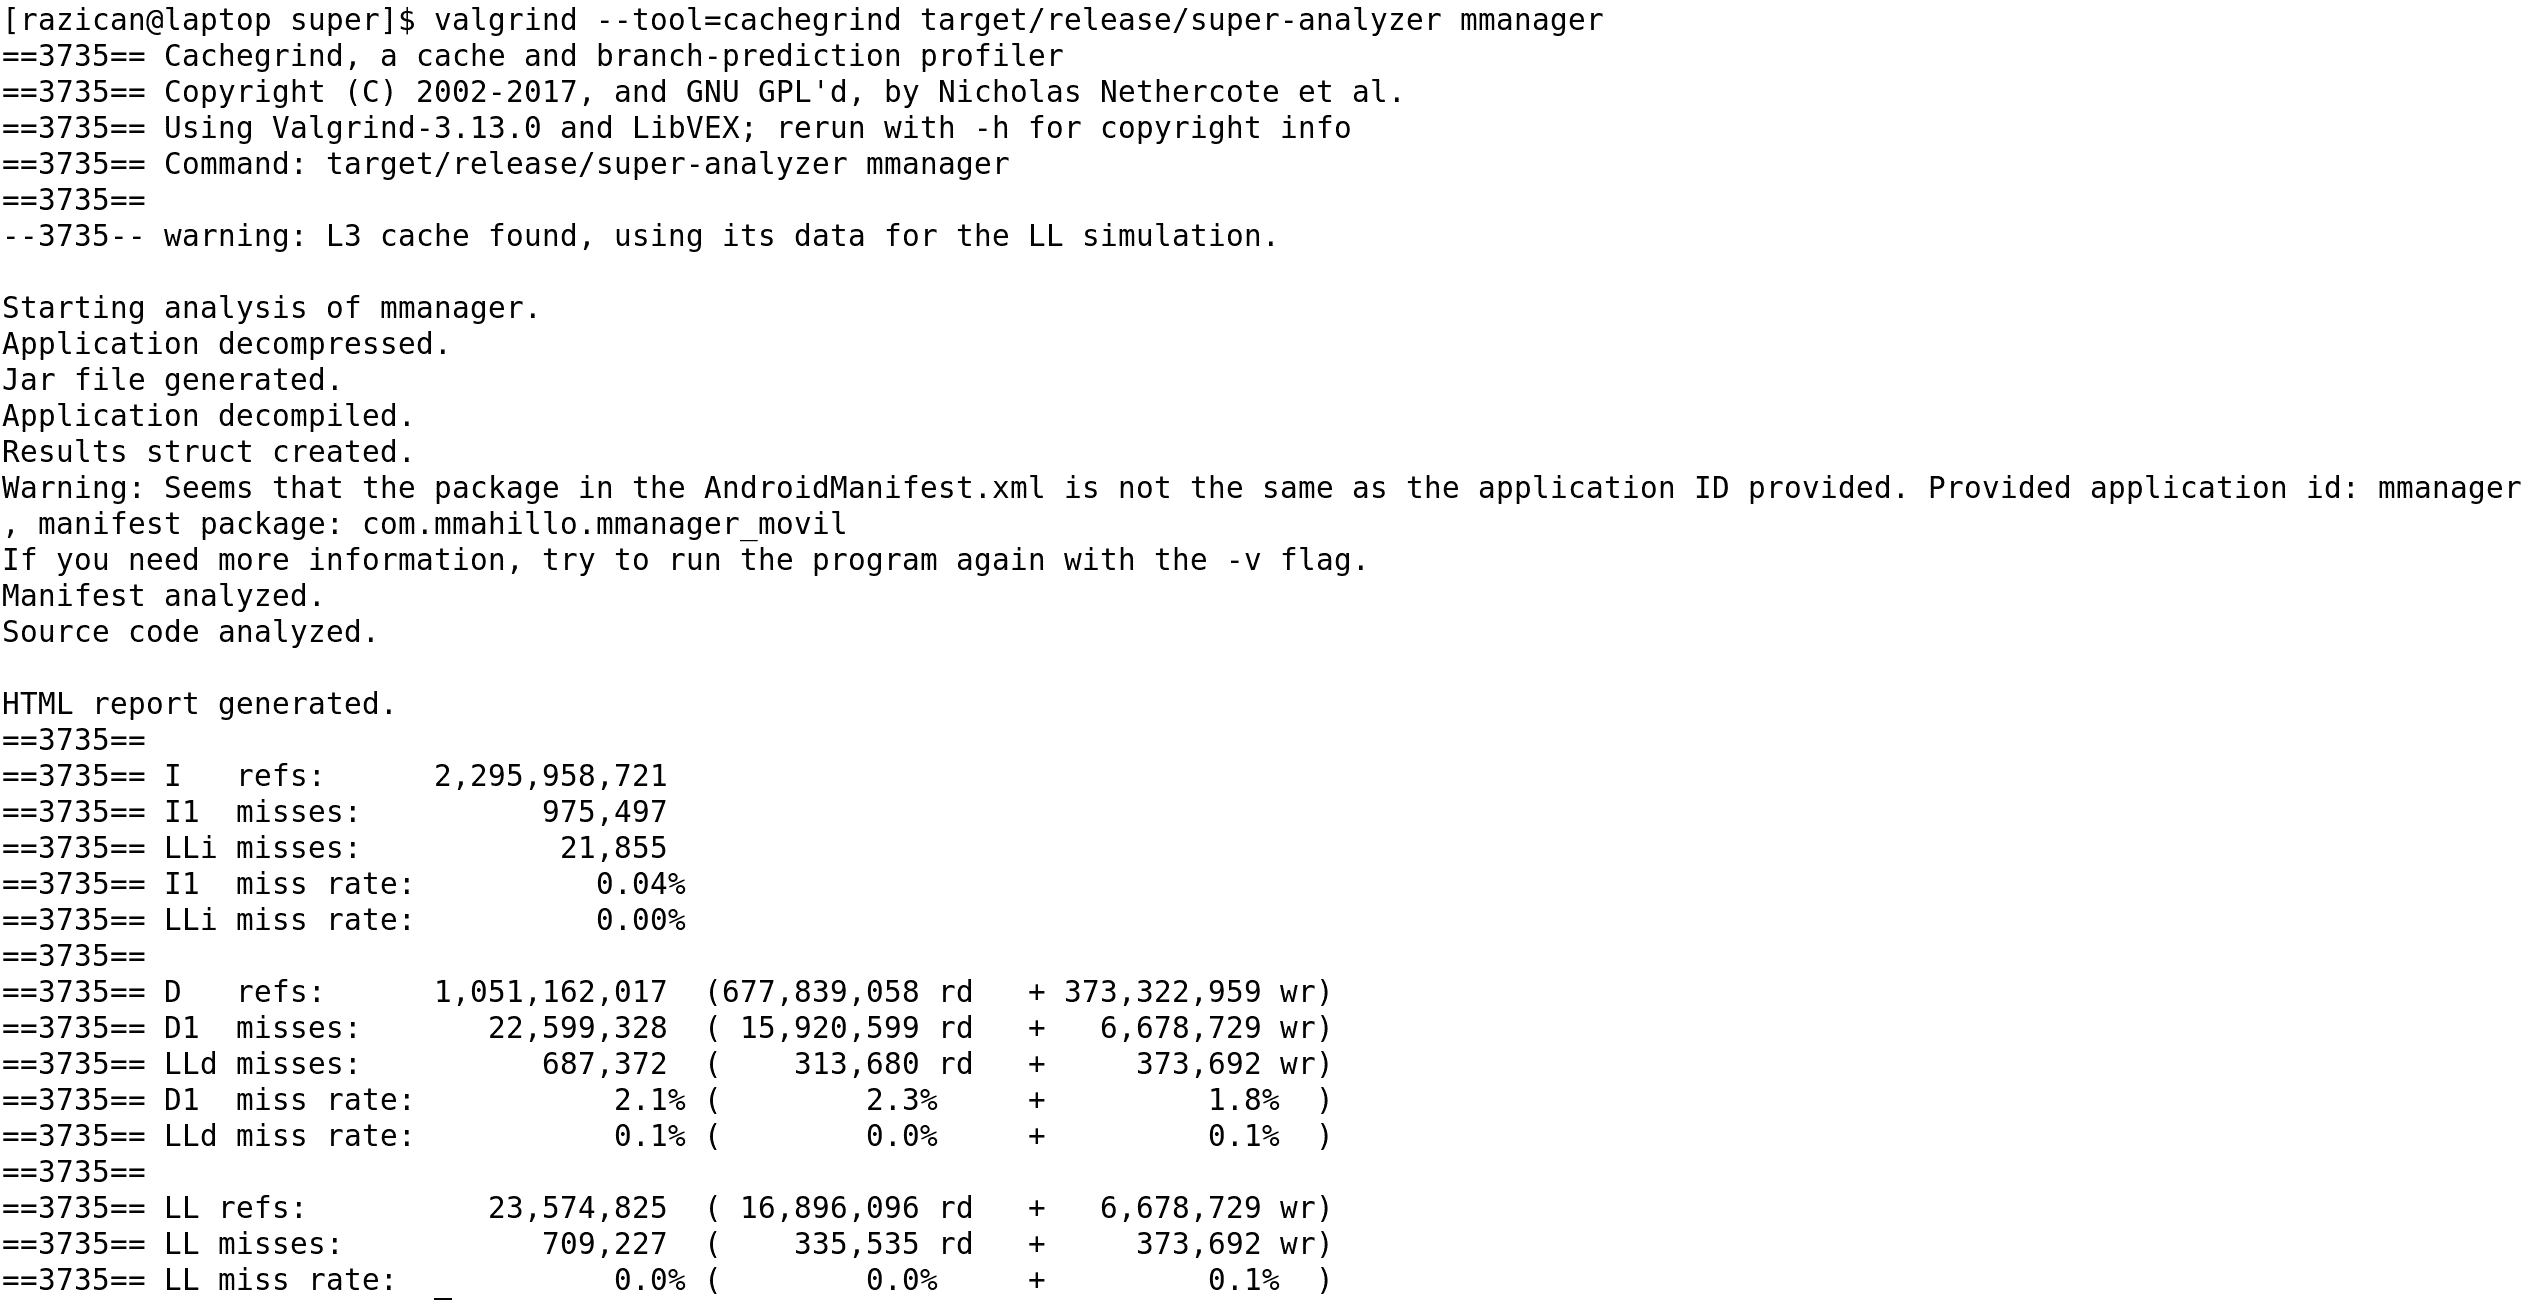 [razican@laptop super]$ valgrind --tool=cachegrind target/release/super-analyzer mmanager
==3735== Cachegrind, a cache and branch-prediction profiler
==3735== Copyright (C) 2002-2017, and GNU GPL'd, by Nicholas Nethercote et al.
==3735== Using Valgrind-3.13.0 and LibVEX; rerun with -h for copyright info
==3735== Command: target/release/super-analyzer mmanager
==3735==
--3735-- warning: L3 cache found, using its data for the LL simulation.

Starting analysis of mmanager.
Application decompressed.
Jar file generated.
Application decompiled.
Results struct created.
Warning: Seems that the package in the AndroidManifest.xml is not the same as the application ID provided. Provided application id: mmanager
, manifest package: com.mmahillo.mmanager_movil
If you need more information, try to run the program again with the -v flag.
Manifest analyzed.
Source code analyzed.

HTML report generated.
==3735==
==3735== I   refs:      2,295,958,721
==3735== I1  misses:          975,497
==3735== LLi misses:           21,855
==3735== I1  miss rate:          0.04%
==3735== LLi miss rate:          0.00%
==3735==
==3735== D   refs:      1,051,162,017  (677,839,058 rd   + 373,322,959 wr)
==3735== D1  misses:       22,599,328  ( 15,920,599 rd   +   6,678,729 wr)
==3735== LLd misses:          687,372  (    313,680 rd   +     373,692 wr)
==3735== D1  miss rate:           2.1% (        2.3%     +         1.8%  )
==3735== LLd miss rate:           0.1% (        0.0%     +         0.1%  )
==3735==
==3735== LL refs:          23,574,825  ( 16,896,096 rd   +   6,678,729 wr)
==3735== LL misses:           709,227  (    335,535 rd   +     373,692 wr)
==3735== LL miss rate:            0.0% (        0.0%     +         0.1%  )